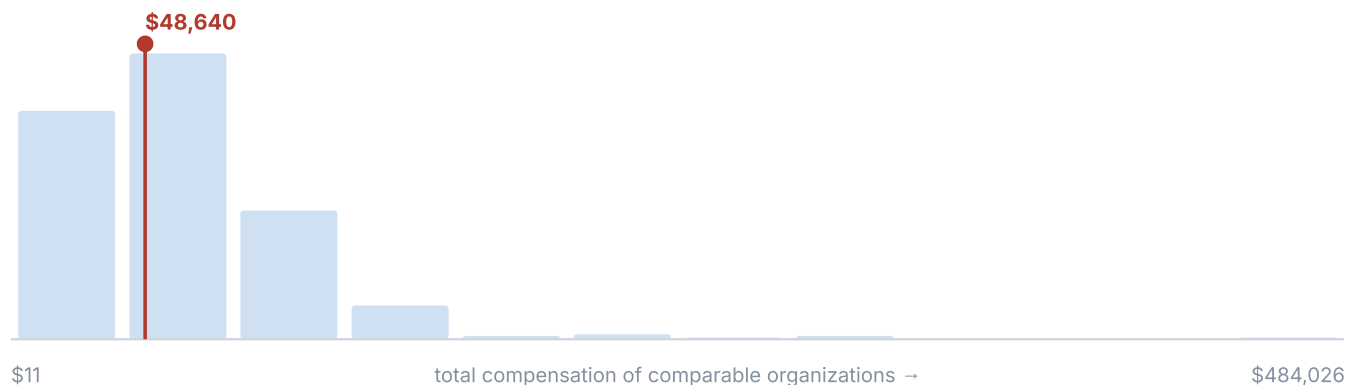 $48,640
$11 total compensation of comparable organizations → $484,026